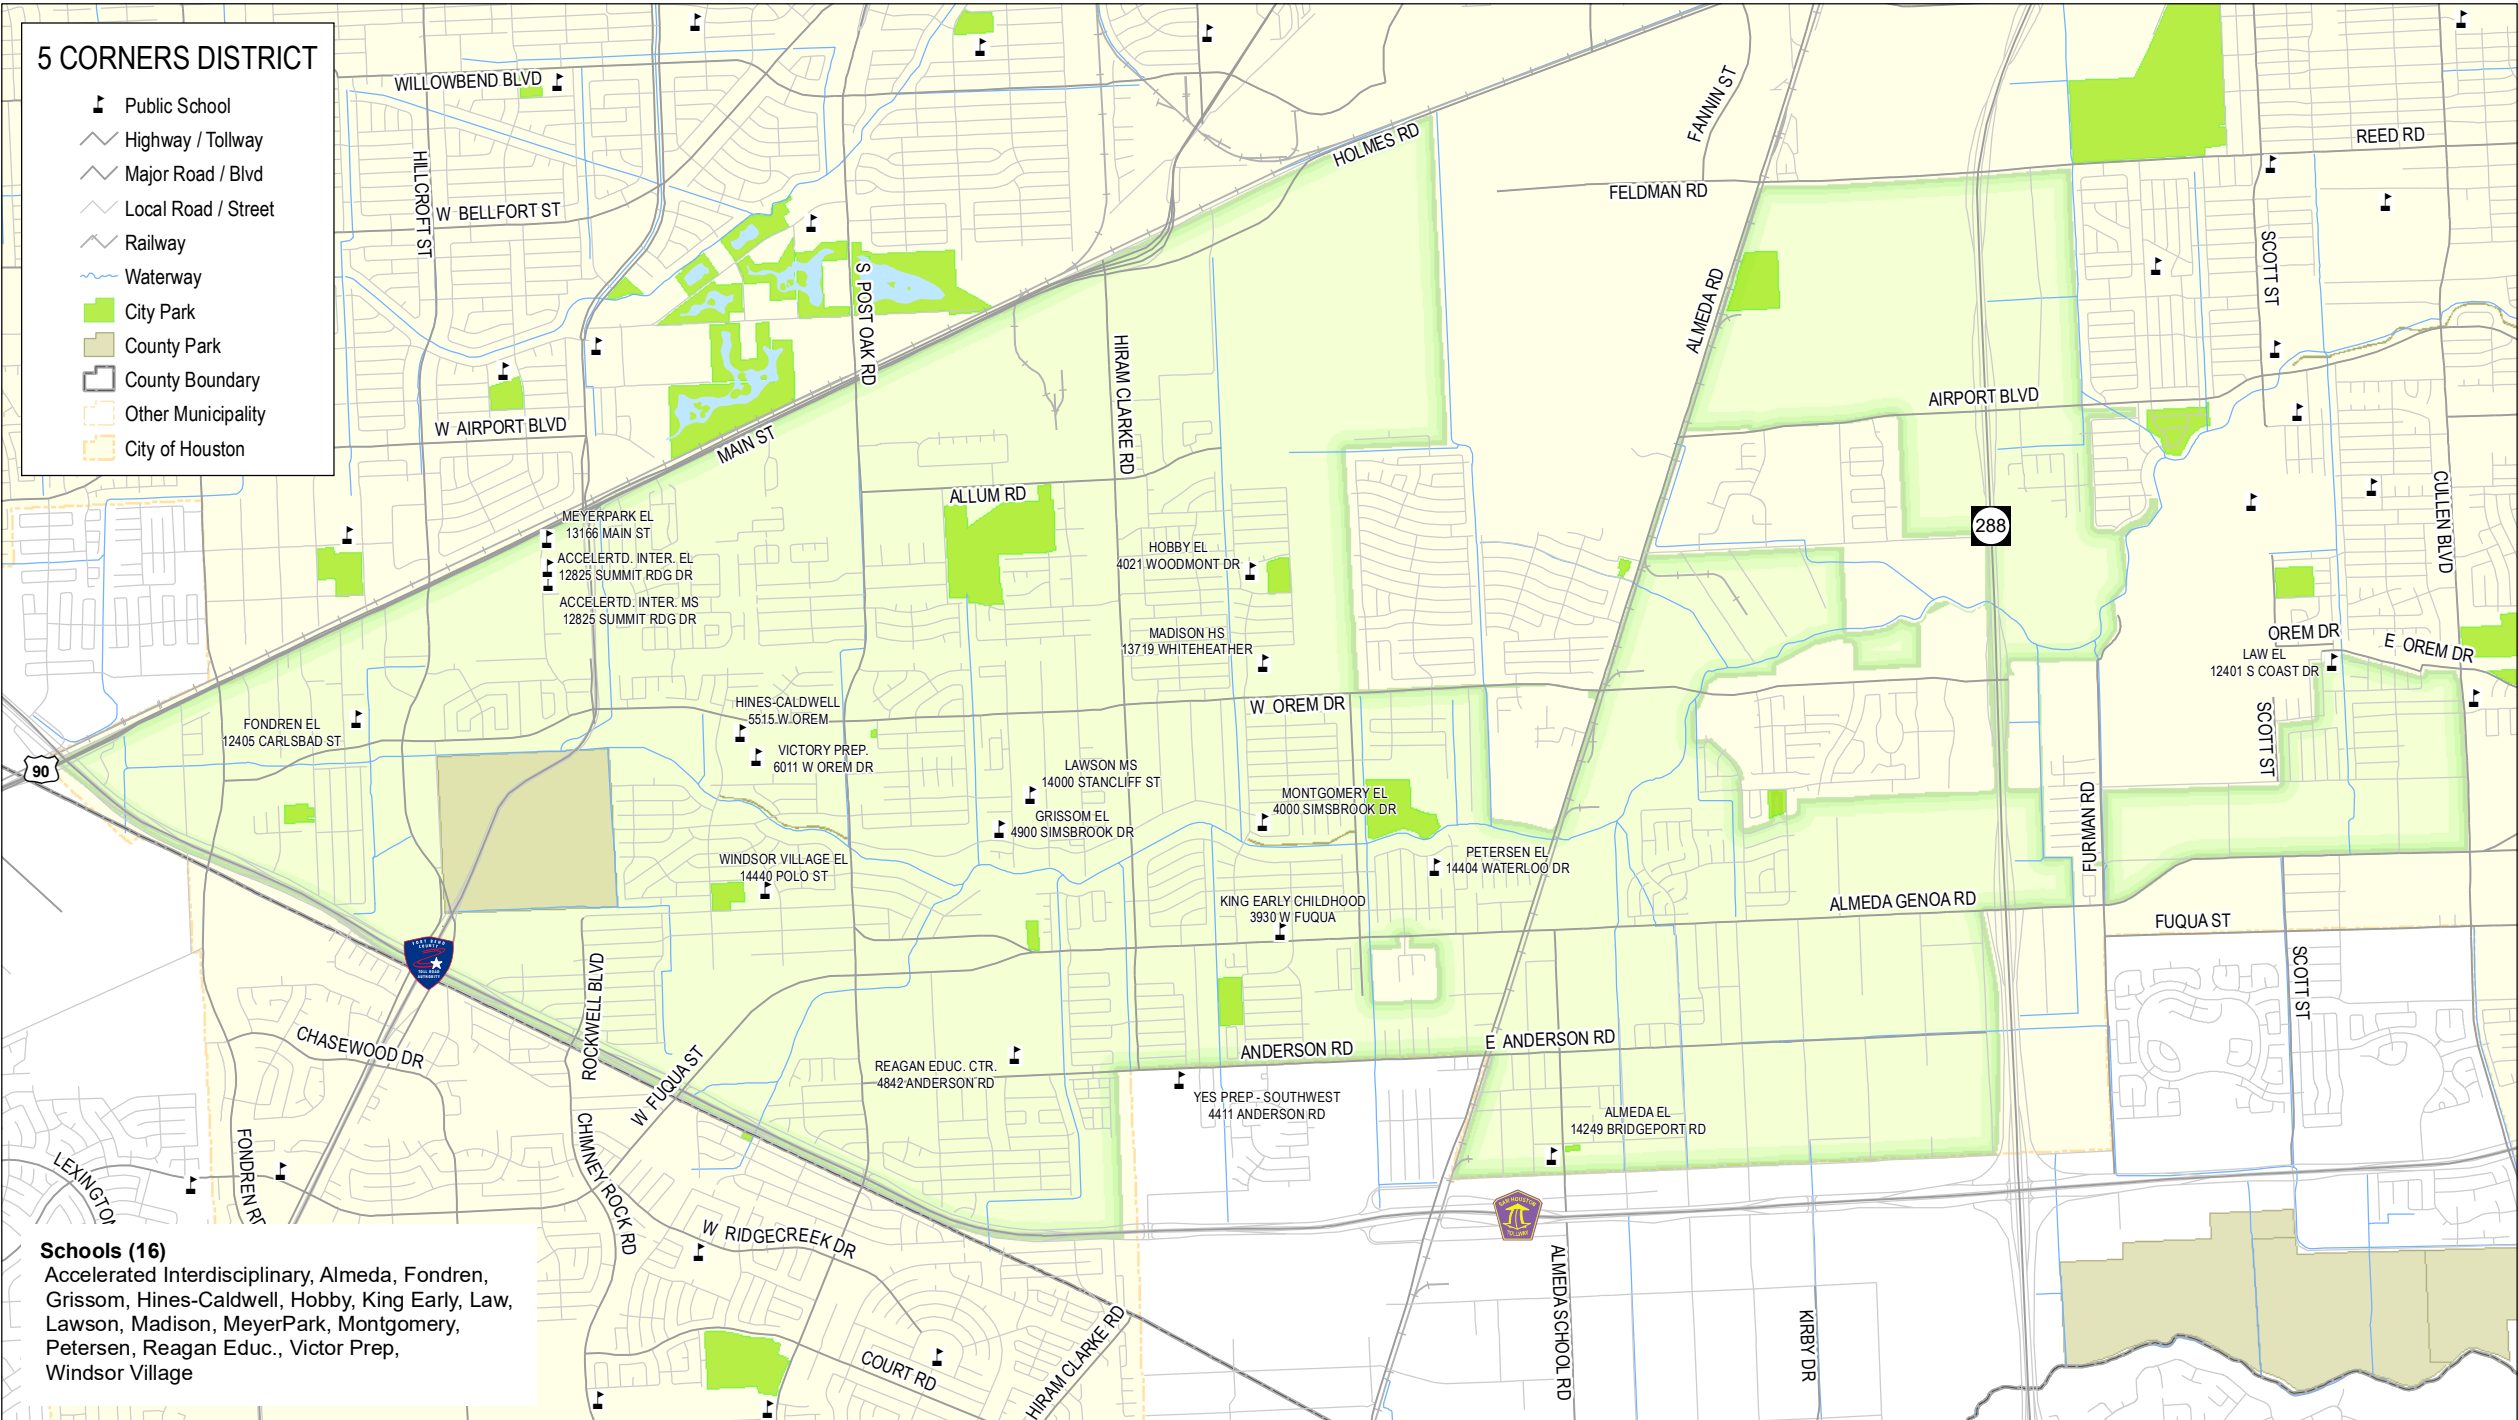 5 CORNERS DISTRICT
Public School
Highway / Tollway
Major Road / Blvd
Local Road / Street
Railway
Waterway
City Park
County Park
County Boundary
Other Municipality
City of Houston
WILLOWBEND BLVD
HILLCROFT ST
W BELLFORT ST
W AIRPORT BLVD
S POST OAK RD
MAIN ST
HOLMES RD
HIRAM CLARKE RD
ALLUM RD
FANNIN ST
FELDMAN RD
ALMEDA RD
AIRPORT BLVD
REED RD
SCOTT ST
CULLEN BLVD
288
MEYERPARK EL
13166 MAIN ST
ACCELERTD. INTER. EL
12825 SUMMIT RDG DR
ACCELERTD. INTER. MS
12825 SUMMIT RDG DR
HOBBY EL
4021 WOODMONT DR
MADISON HS
13719 WHITEHEATHER
OREM DR
E OREM DR
LAW EL
12401 S COAST DR
FONDREN EL
12405 CARLSBAD ST
HINES-CALDWELL
5515 W OREM
VICTORY PREP.
6011 W OREM DR
W OREM DR
LAWSON MS
14000 STANCLIFF ST
GRISSOM EL
4900 SIMSBROOK DR
MONTGOMERY EL
4000 SIMSBROOK DR
SCOTT ST
FURMAN RD
90
WINDSOR VILLAGE EL
14440 POLO ST
PETERSEN EL
14404 WATERLOO DR
KING EARLY CHILDHOOD
3930 W FUQUA
ALMEDA GENOA RD
FUQUA ST
SCOTT ST
FORT BEND
COUNTY
TOLL ROAD
AUTHORITY
CHASEWOOD DR
ROCKWELL BLVD
W FUQUA ST
REAGAN EDUC. CTR.
4842 ANDERSON RD
ANDERSON RD
E ANDERSON RD
YES PREP - SOUTHWEST
4411 ANDERSON RD
ALMEDA EL
14249 BRIDGEPORT RD
LEXINGTON
FONDREN RD
CHIMNEY ROCK RD
W RIDGECREEK DR
SAM HOUSTON
TOLLWAY
ALMEDA SCHOOL RD
KIRBY DR
COURT RD
HIRAM CLARKE RD
Schools (16)
Accelerated Interdisciplinary, Almeda, Fondren,
Grissom, Hines-Caldwell, Hobby, King Early, Law,
Lawson, Madison, MeyerPark, Montgomery,
Petersen, Reagan Educ., Victor Prep,
Windsor Village